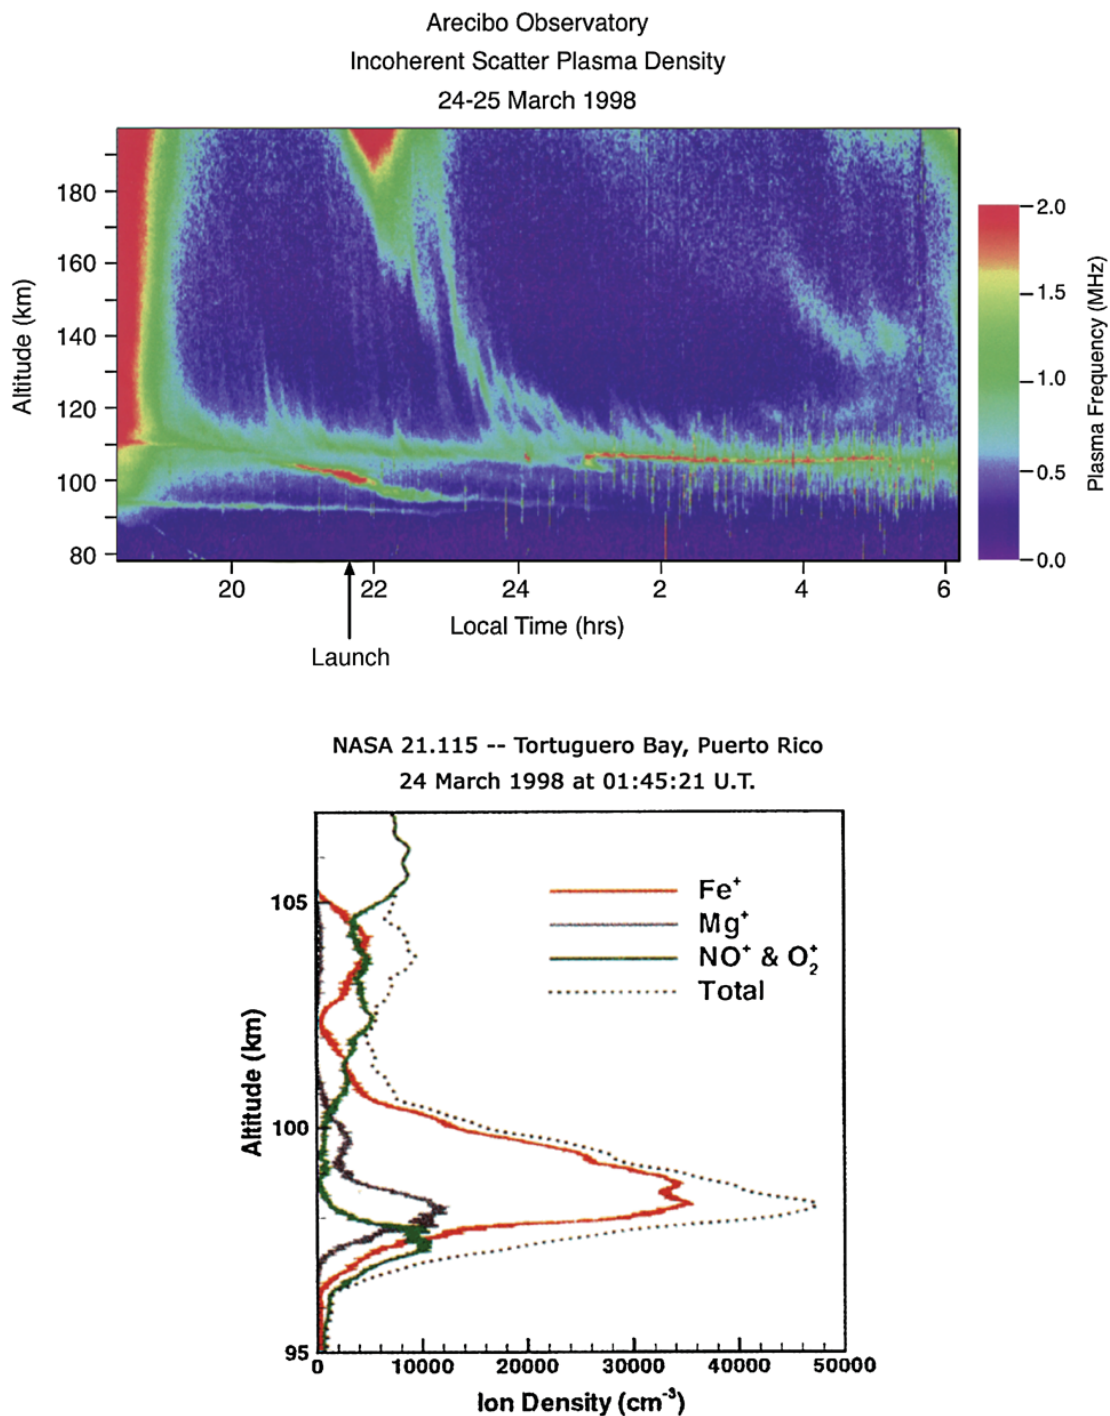 Arecibo Observatory
Incoherent Scatter Plasma Density
24-25 March 1998
180
160
140
120
100
80
Altitude (km)
20
22
24
2
4
6
Local Time (hrs)
Launch
2.0
1.5
1.0
0.5
0.0
Plasma Frequency (MHz)
NASA 21.115 -- Tortuguero Bay, Puerto Rico
24 March 1998 at 01:45:21 U.T.
Fe⁺
Mg⁺
NO⁺ & O₂⁺
Total
105
100
95
Altitude (km)
0
10000
20000
30000
40000
50000
Ion Density (cm⁻³)